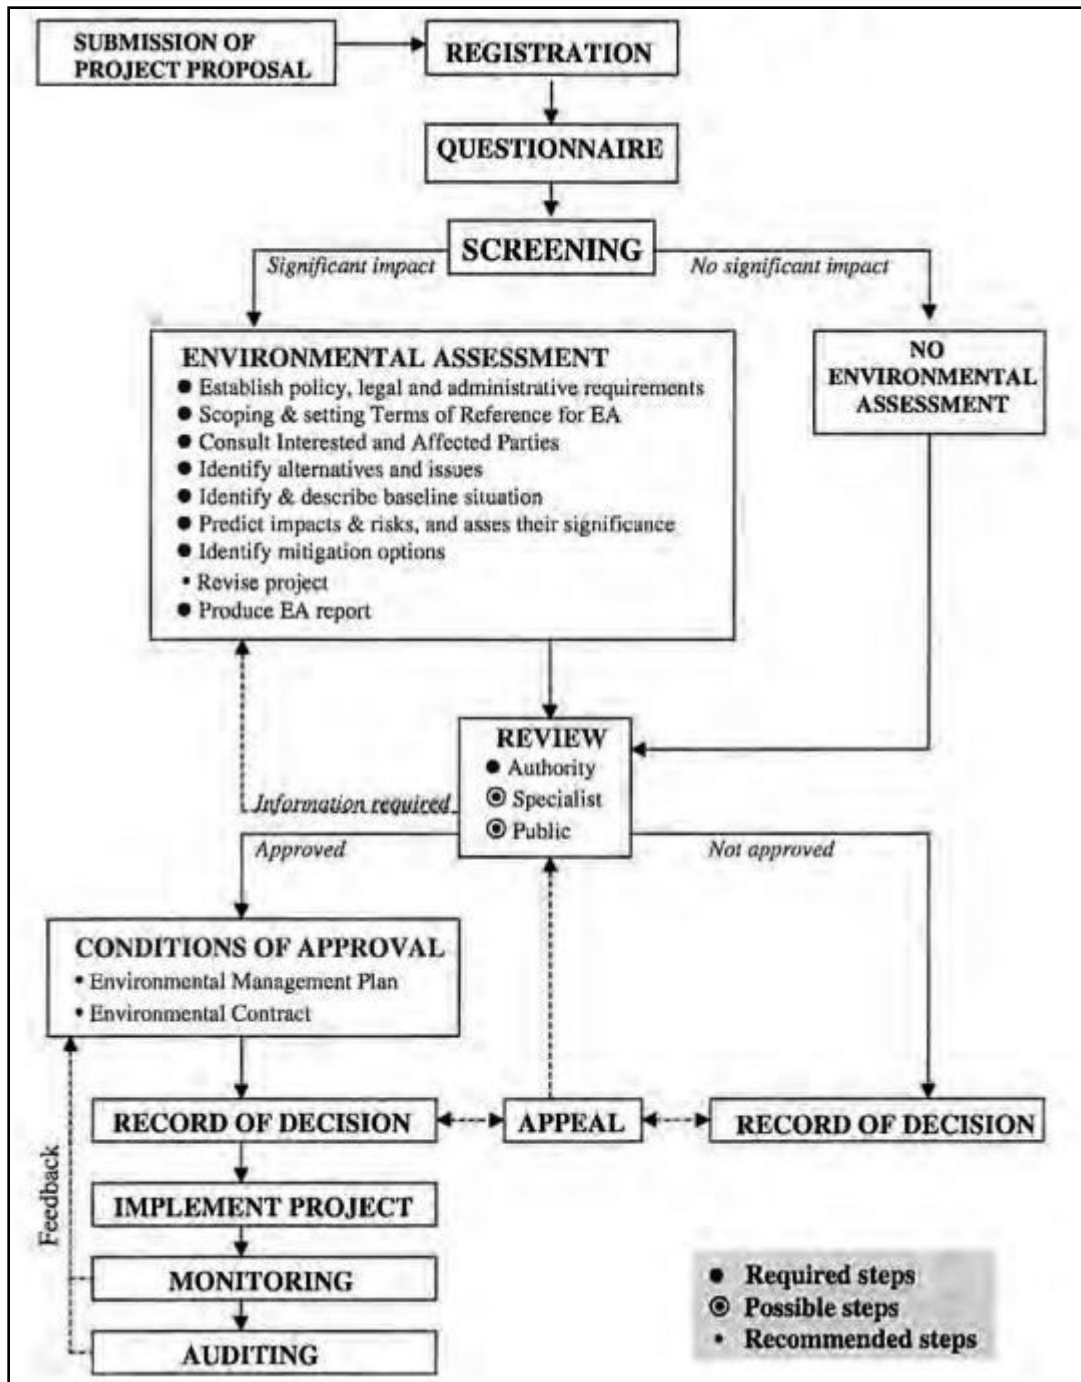 SUBMISSION OF
PROJECT PROPOSAL
REGISTRATION
QUESTIONNAIRE
SCREENING
Significant impact
No significant impact
ENVIRONMENTAL ASSESSMENT
● Establish policy, legal and administrative requirements
● Scoping & setting Terms of Reference for EA
● Consult Interested and Affected Parties
● Identify alternatives and issues
● Identify & describe baseline situation
● Predict impacts & risks, and asses their significance
● Identify mitigation options
• Revise project
● Produce EA report
NO
ENVIRONMENTAL
ASSESSMENT
REVIEW
● Authority
◉ Specialist
◉ Public
Information required
Approved
Not approved
CONDITIONS OF APPROVAL
• Environmental Management Plan
• Environmental Contract
RECORD OF DECISION
APPEAL
RECORD OF DECISION
IMPLEMENT PROJECT
Feedback
MONITORING
AUDITING
● Required steps
◉ Possible steps
• Recommended steps